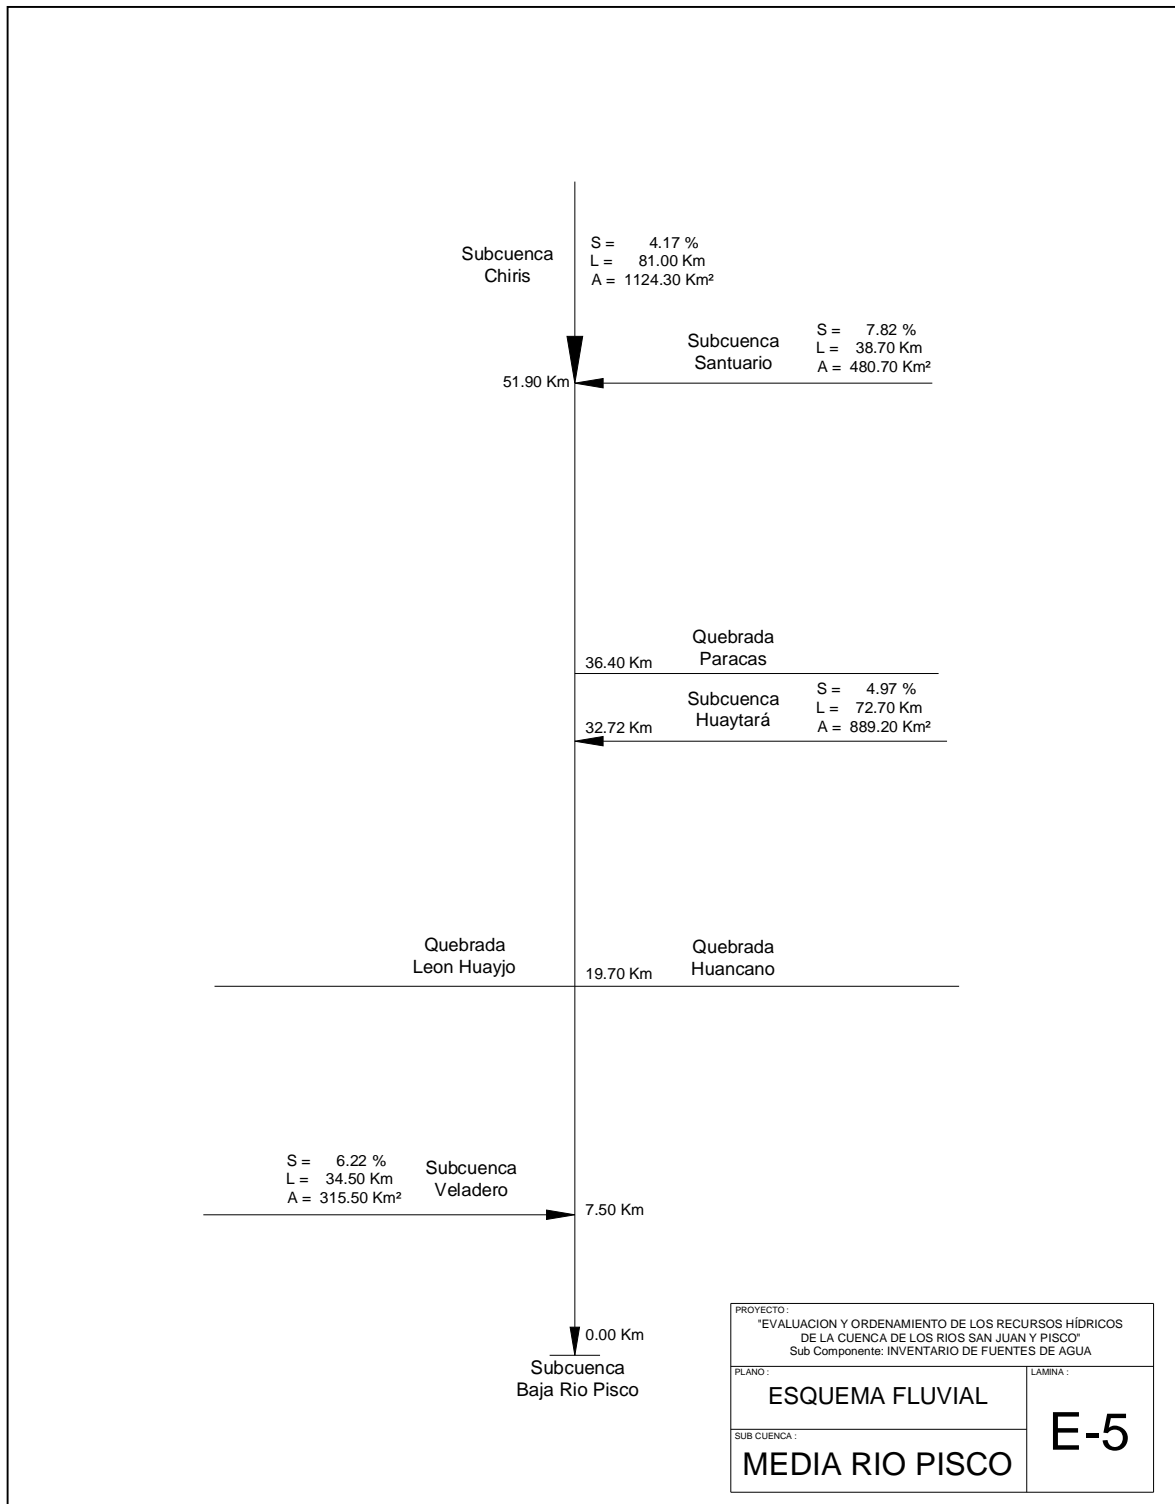 Subcuenca
Chiris
S = 4.17 %
L = 81.00 Km
A = 1124.30 Km²
Subcuenca
Santuario
S = 7.82 %
L = 38.70 Km
A = 480.70 Km²
51.90 Km
Quebrada
Paracas
36.40 Km
Subcuenca
Huaytará
S = 4.97 %
L = 72.70 Km
A = 889.20 Km²
32.72 Km
Quebrada
Leon Huayjo
19.70 Km
Quebrada
Huancano
S = 6.22 %
L = 34.50 Km
A = 315.50 Km²
Subcuenca
Veladero
7.50 Km
0.00 Km
Subcuenca
Baja Rio Pisco
PROYECTO :
"EVALUACION Y ORDENAMIENTO DE LOS RECURSOS HÍDRICOS
DE LA CUENCA DE LOS RIOS SAN JUAN Y PISCO"
Sub Componente: INVENTARIO DE FUENTES DE AGUA
PLANO :
ESQUEMA FLUVIAL
LAMINA :
E-5
SUB CUENCA :
MEDIA RIO PISCO